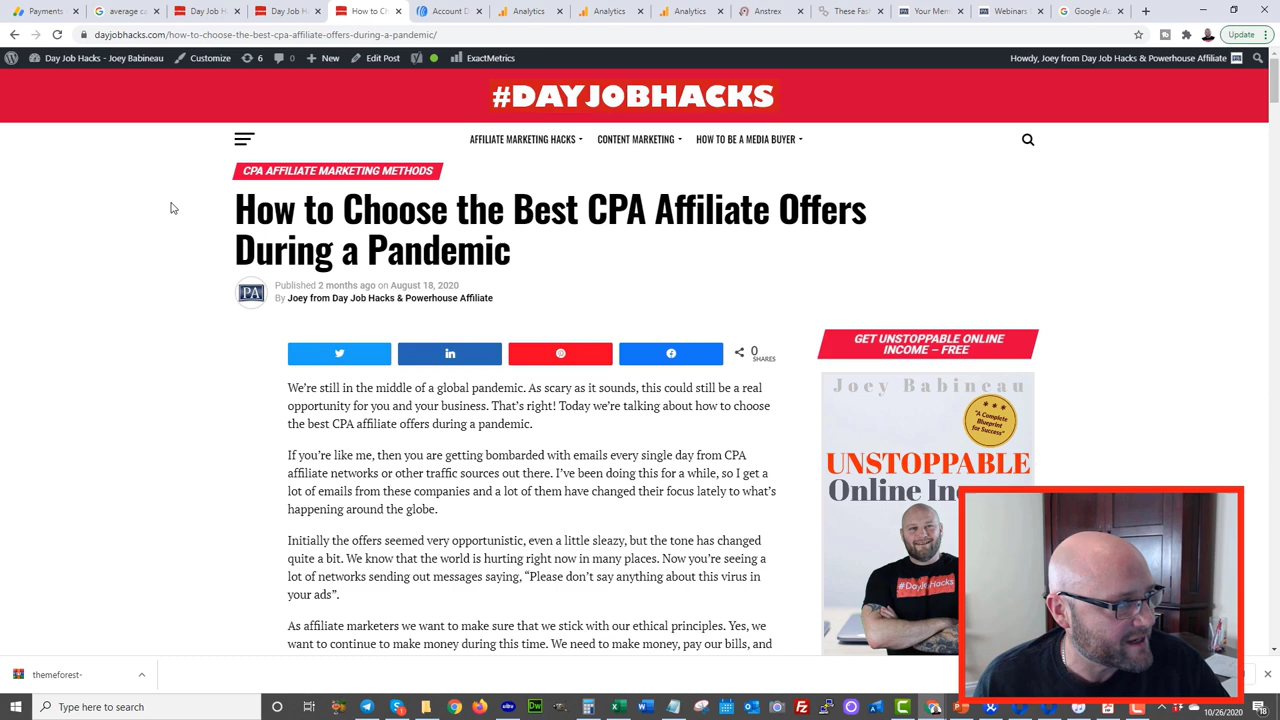 Payments
average c
Day Job I
How to Ch
Account D
Analytics
Analytics
Anstrex
These Fac
Day Job H
Your Me
Webinars
Google A
dayjobhacks.com/how-to-choose-the-best-cpa-affiliate-offers-during-a-pandemic/
Update
Day Job Hacks - Joey Babineau
Customize
6
0
New
Edit Post
ExactMetrics
Howdy, Joey from Day Job Hacks & Powerhouse Affiliate
#DAYJOBHACKS
AFFILIATE MARKETING HACKS
CONTENT MARKETING
HOW TO BE A MEDIA BUYER
CPA AFFILIATE MARKETING METHODS
How to Choose the Best CPA Affiliate Offers
During a Pandemic
PA
Published 2 months ago on August 18, 2020
By Joey from Day Job Hacks & Powerhouse Affiliate
0
SHARES
We're still in the middle of a global pandemic. As scary as it sounds, this could still be a real
opportunity for you and your business. That's right! Today we're talking about how to choose
the best CPA affiliate offers during a pandemic.
If you're like me, then you are getting bombarded with emails every single day from CPA
affiliate networks or other traffic sources out there. I've been doing this for a while, so I get a
lot of emails from these companies and a lot of them have changed their focus lately to what's
happening around the globe.
Initially the offers seemed very opportunistic, even a little sleazy, but the tone has changed
quite a bit. We know that the world is hurting right now in many places. Now you're seeing a
lot of networks sending out messages saying, “Please don't say anything about this virus in
your ads”.
As affiliate marketers we want to make sure that we stick with our ethical principles. Yes, we
want to continue to make money during this time. We need to make money, pay our bills, and
GET UNSTOPPABLE ONLINE
INCOME – FREE
Joey Babineau
"A Complete
Blueprint
for Success"
UNSTOPPABLE
Online In
#DayJobHacks
themeforest-
Type here to search
10/26/2020
18